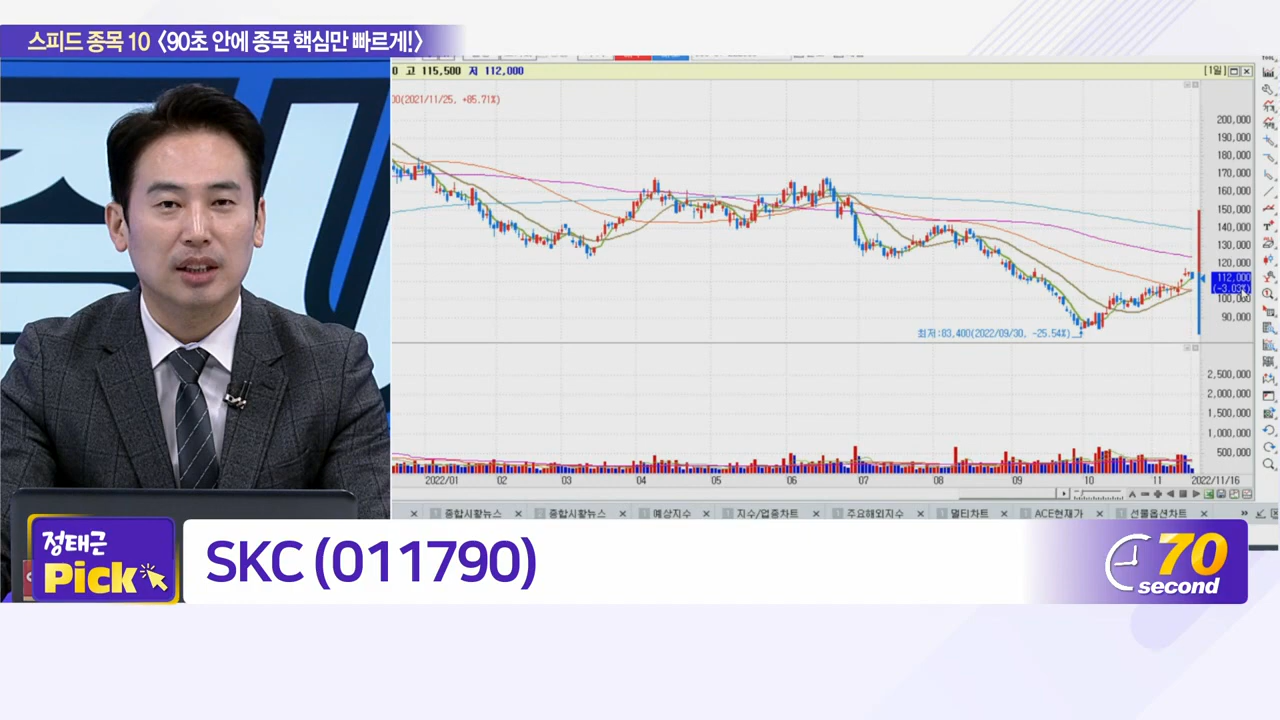 스피드 종목 10 〈90초 안에 종목 핵심만 빠르게!〉
0 고 115,500 저 112,000
[1일]
00(2021/11/25, +85.71%)
200,000
190,000
180,000
170,000
160,000
150,000
140,000
130,000
120,000
112,000
(-3.03%)
100,000
90,000
최저:83,400(2022/09/30, -25.54%)
2,500,000
2,000,000
1,500,000
1,000,000
500,000
2022/01 02 03 04 05 06 07 08 09 10 11 2022/11/16
종합시황뉴스 종합시황뉴스 예상지수 지수/업종차트 주요해외지수 멀티차트 ACE현재가 선물옵션차트
정태근
Pick
SKC (011790)
70
second